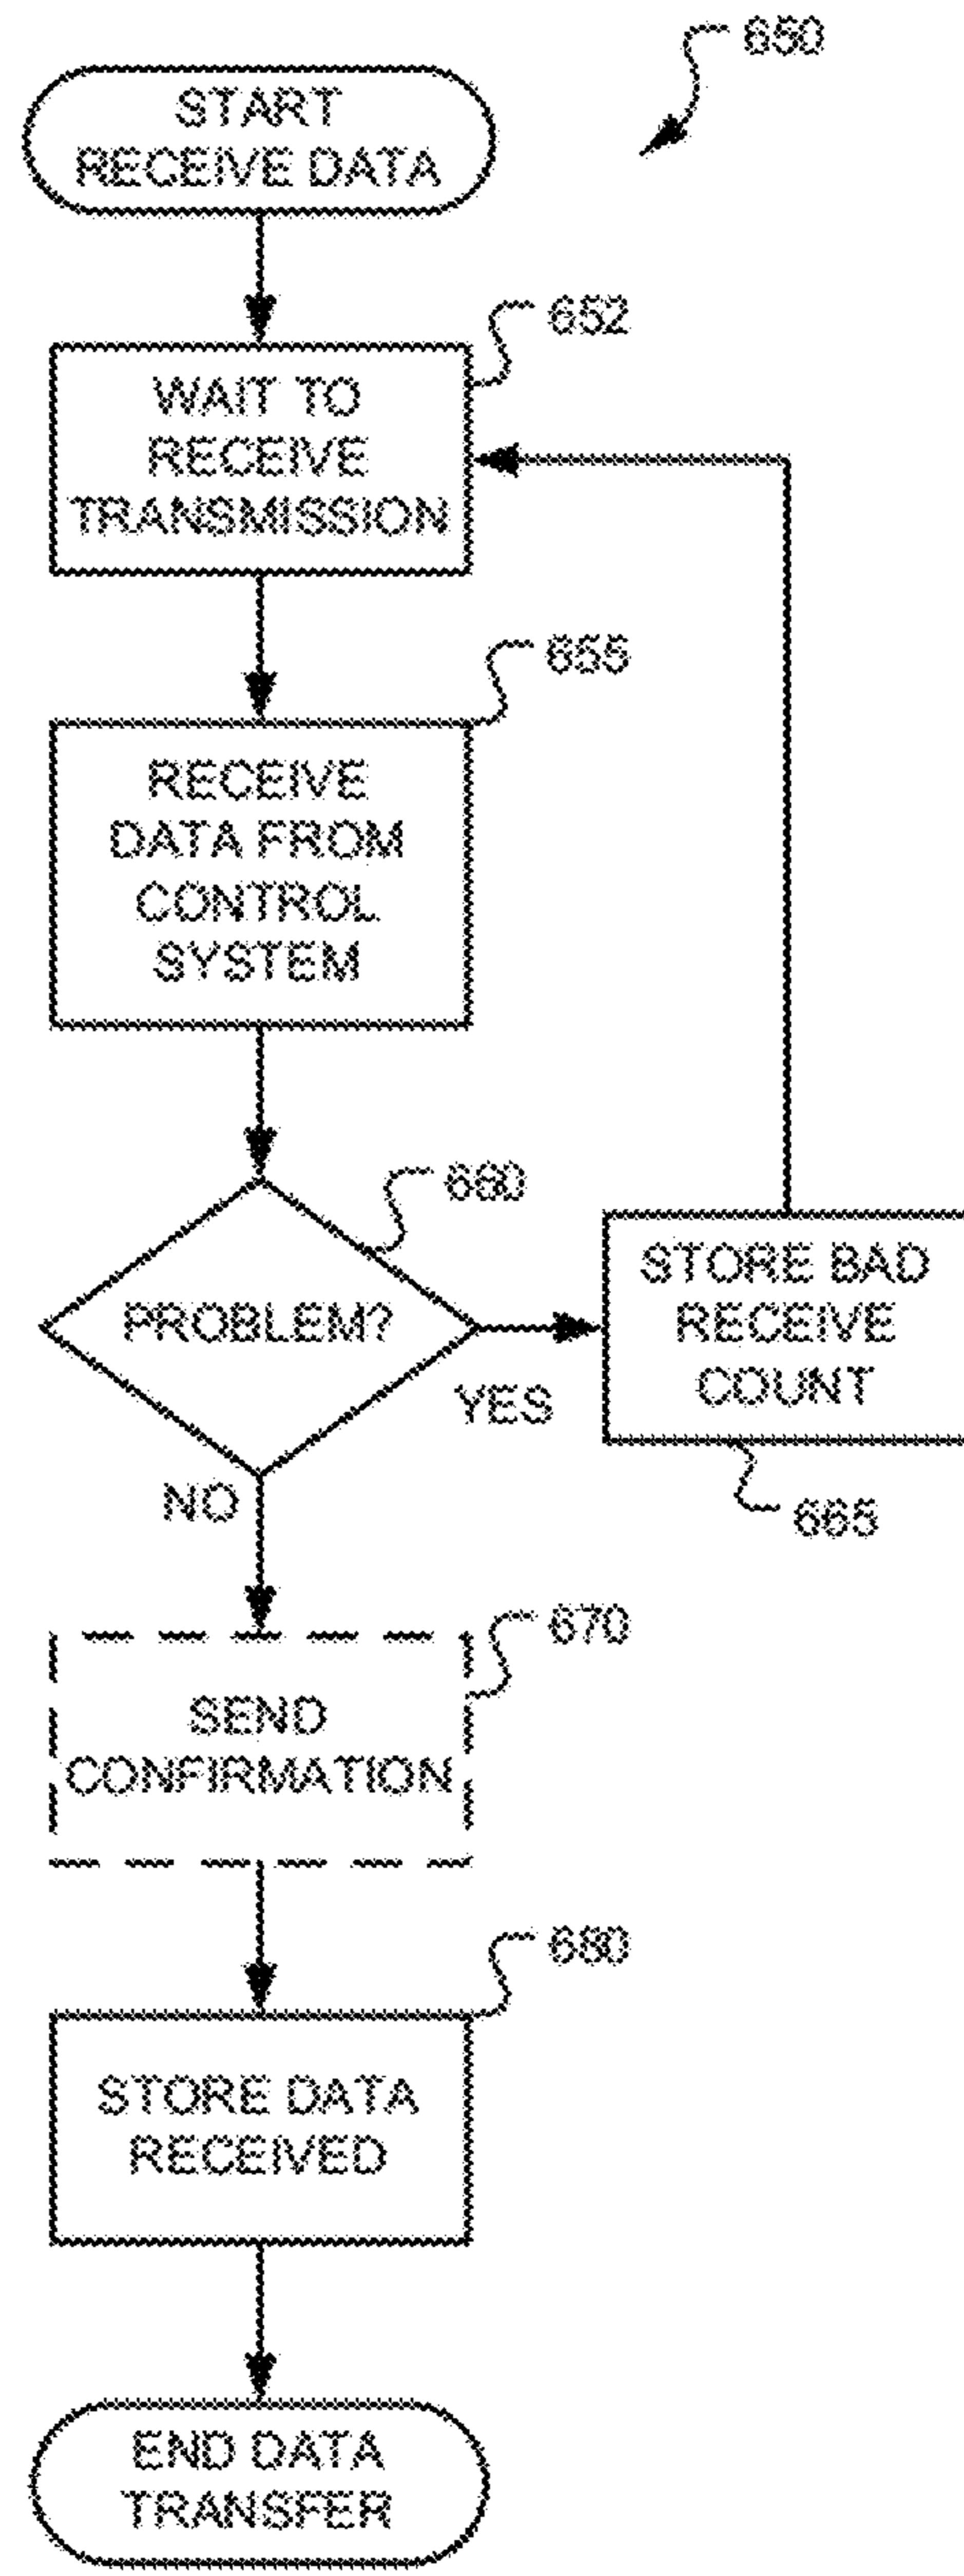 650
START
RECEIVE DATA
652
WAIT TO
RECEIVE
TRANSMISSION
655
RECEIVE
DATA FROM
CONTROL
SYSTEM
660
PROBLEM?
YES
NO
STORE BAD
RECEIVE
COUNT
665
670
SEND
CONFIRMATION
680
STORE DATA
RECEIVED
END DATA
TRANSFER